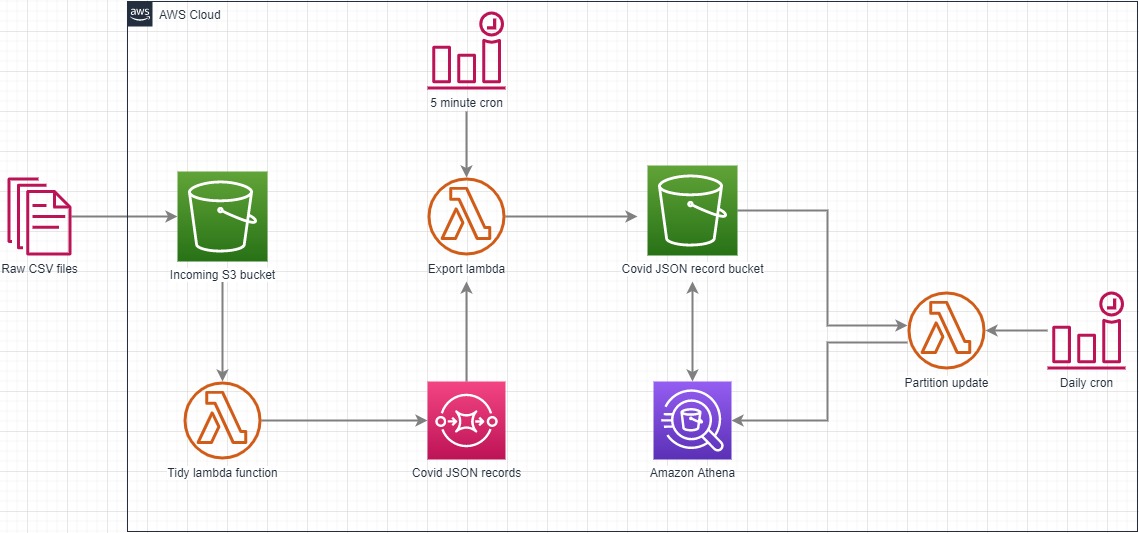 aws
AWS Cloud
5 minute cron
Raw CSV files
Incoming S3 bucket
Export lambda
Covid JSON record bucket
Partition update
Daily cron
Tidy lambda function
Covid JSON records
Amazon Athena